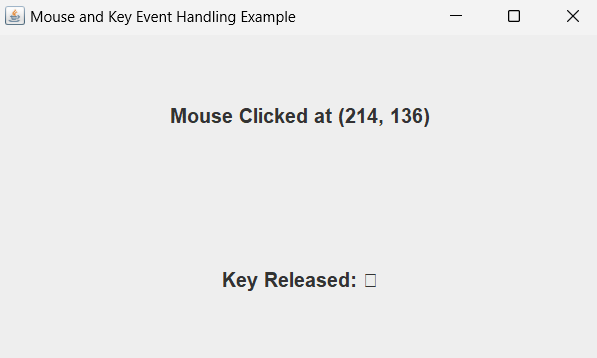 Mouse and Key Event Handling Example
Mouse Clicked at (214, 136)
Key Released: □